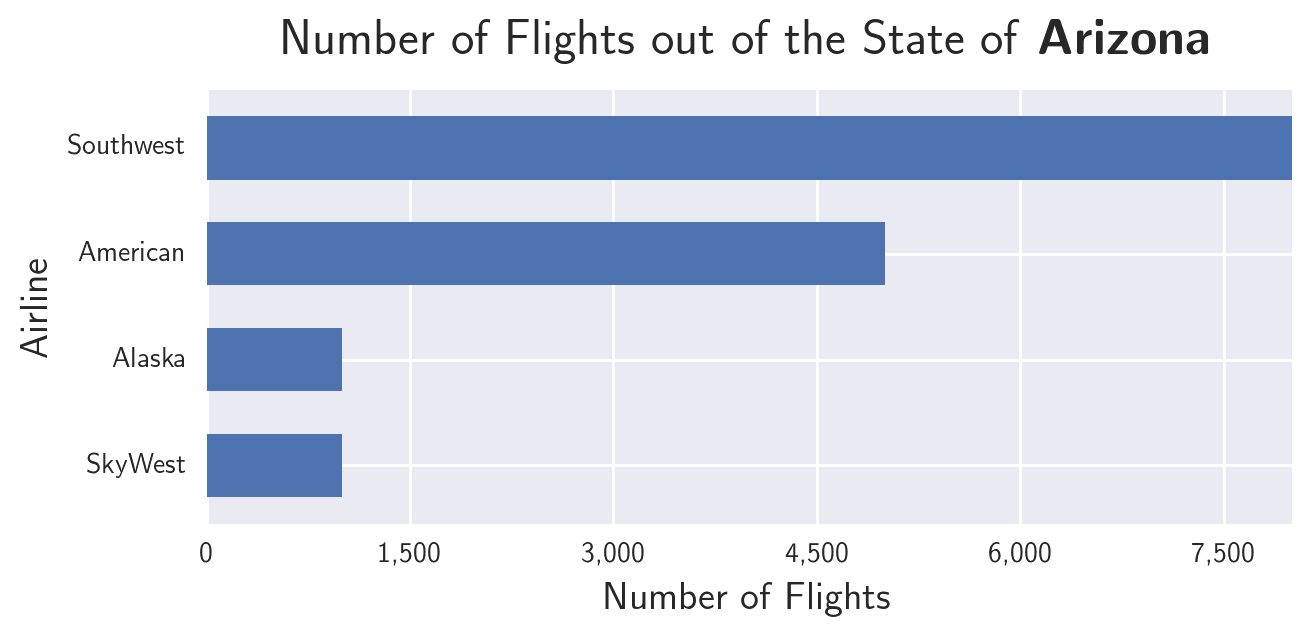 Number of Flights out of the State of Arizona
Southwest
American
Alaska
SkyWest
Airline
0 1,500 3,000 4,500 6,000 7,500
Number of Flights